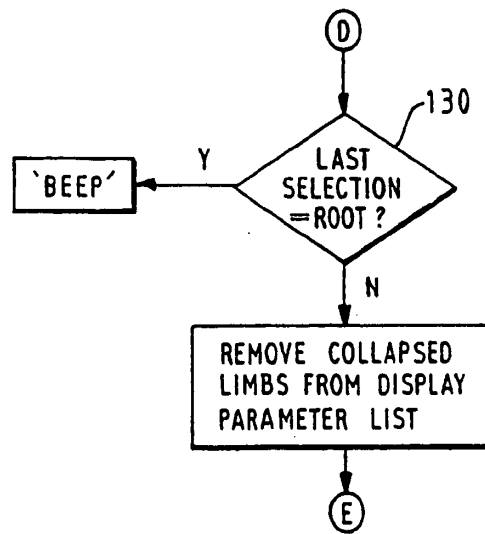 D
130
LAST
SELECTION
=ROOT?
Y
'BEEP'
N
REMOVE COLLAPSED
LIMBS FROM DISPLAY
PARAMETER LIST
E